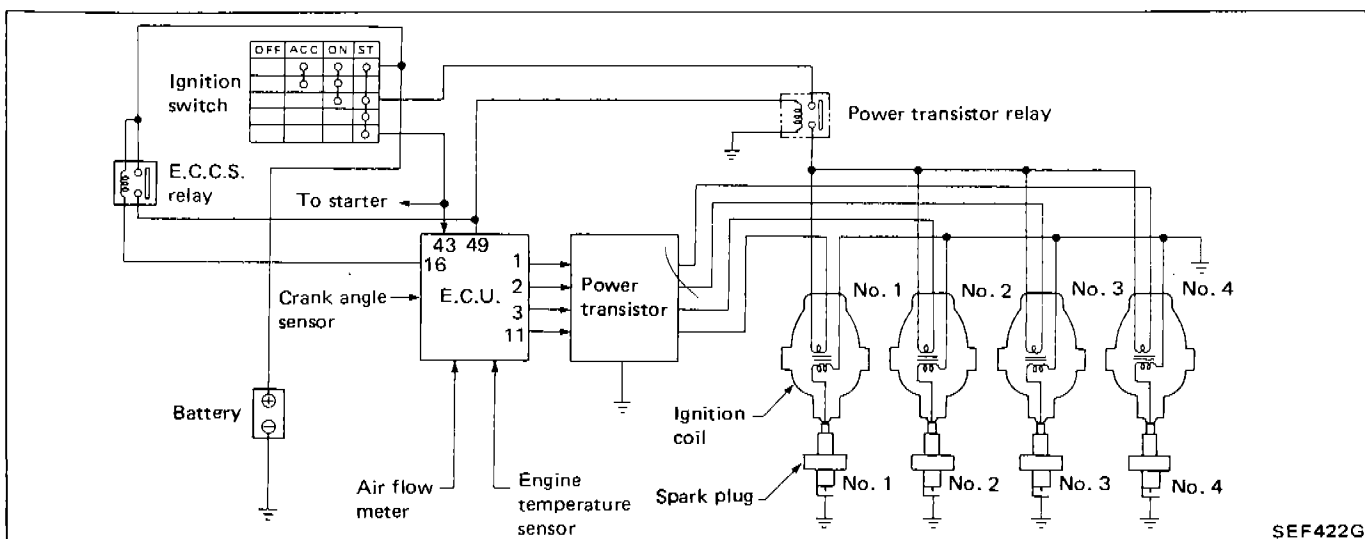 OFF ACC ON ST
Ignition
switch
Power transistor relay
E.C.C.S.
relay
To starter
43 49
16
E.C.U.
1
2
3
11
Power
transistor
Crank angle
sensor
No. 1
No. 2
No. 3
No. 4
Battery
Ignition
coil
Air flow
meter
Engine
temperature
sensor
Spark plug
No. 1
No. 2
No. 3
No. 4
SEF422G